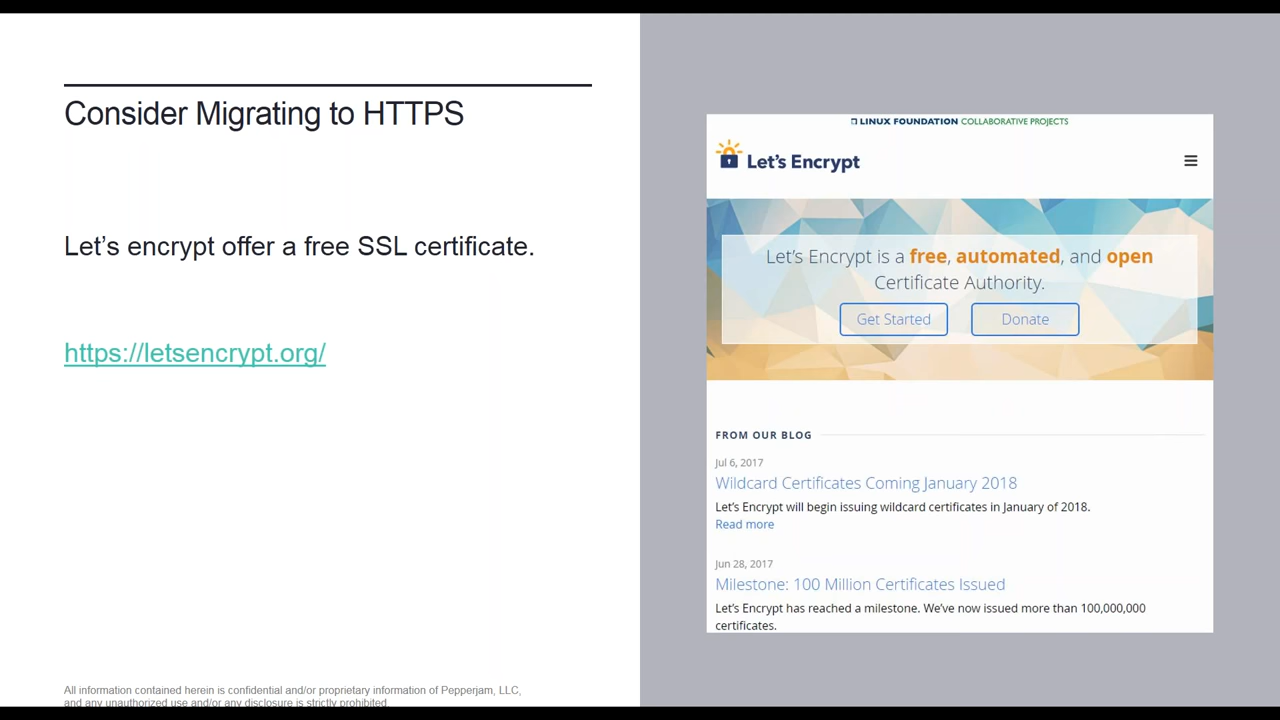 Consider Migrating to HTTPS
Let’s encrypt offer a free SSL certificate.
https://letsencrypt.org/
All information contained herein is confidential and/or proprietary information of Pepperjam, LLC,
and any unauthorized use and/or any disclosure is strictly prohibited.
LINUX FOUNDATION COLLABORATIVE PROJECTS
Let’s Encrypt
Let’s Encrypt is a free, automated, and open
Certificate Authority.
Get Started
Donate
FROM OUR BLOG
Jul 6, 2017
Wildcard Certificates Coming January 2018
Let’s Encrypt will begin issuing wildcard certificates in January of 2018.
Read more
Jun 28, 2017
Milestone: 100 Million Certificates Issued
Let’s Encrypt has reached a milestone. We’ve now issued more than 100,000,000
certificates.